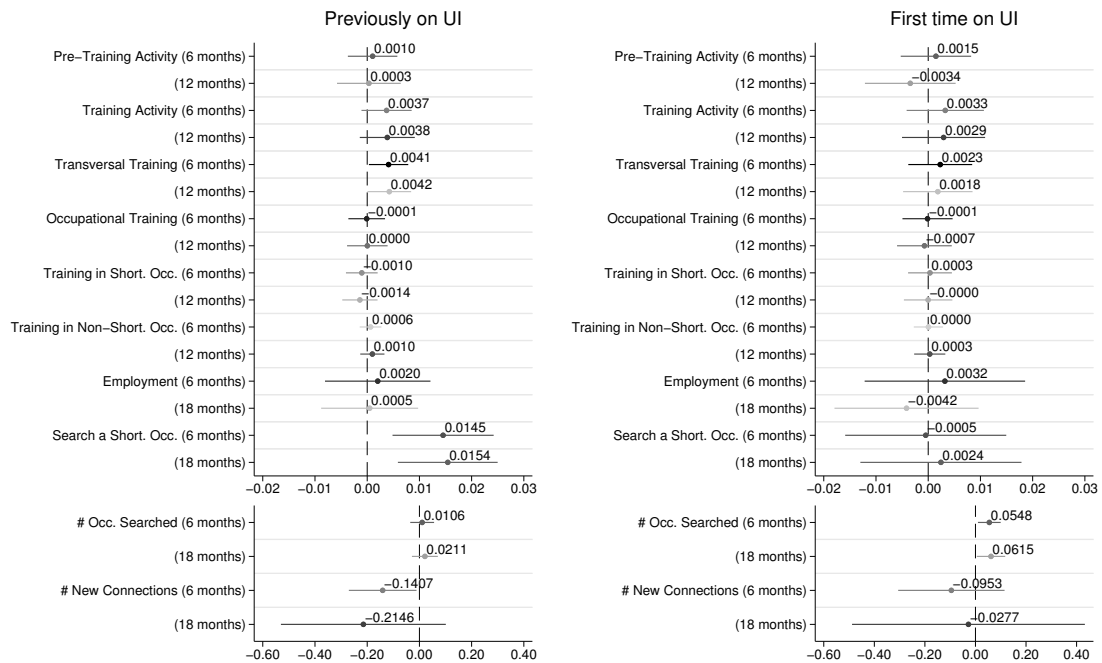 Previously on UI
Pre−Training Activity (6 months) 0.0010
(12 months) 0.0003
Training Activity (6 months) 0.0037
(12 months) 0.0038
Transversal Training (6 months) 0.0041
(12 months) 0.0042
Occupational Training (6 months) −0.0001
(12 months) 0.0000
Training in Short. Occ. (6 months) −0.0010
(12 months) −0.0014
Training in Non−Short. Occ. (6 months) 0.0006
(12 months) 0.0010
Employment (6 months) 0.0020
(18 months) 0.0005
Search a Short. Occ. (6 months) 0.0145
(18 months) 0.0154
−0.02 −0.01 0.00 0.01 0.02 0.03
# Occ. Searched (6 months) 0.0106
(18 months) 0.0211
# New Connections (6 months) −0.1407
(18 months) −0.2146
−0.60 −0.40 −0.20 0.00 0.20 0.40
First time on UI
Pre−Training Activity (6 months) 0.0015
(12 months) −0.0034
Training Activity (6 months) 0.0033
(12 months) 0.0029
Transversal Training (6 months) 0.0023
(12 months) 0.0018
Occupational Training (6 months) −0.0001
(12 months) −0.0007
Training in Short. Occ. (6 months) 0.0003
(12 months) −0.0000
Training in Non−Short. Occ. (6 months) 0.0000
(12 months) 0.0003
Employment (6 months) 0.0032
(18 months) −0.0042
Search a Short. Occ. (6 months) −0.0005
(18 months) 0.0024
−0.02 −0.01 0.00 0.01 0.02 0.03
# Occ. Searched (6 months) 0.0548
(18 months) 0.0615
# New Connections (6 months) −0.0953
(18 months) −0.0277
−0.60 −0.40 −0.20 0.00 0.20 0.40